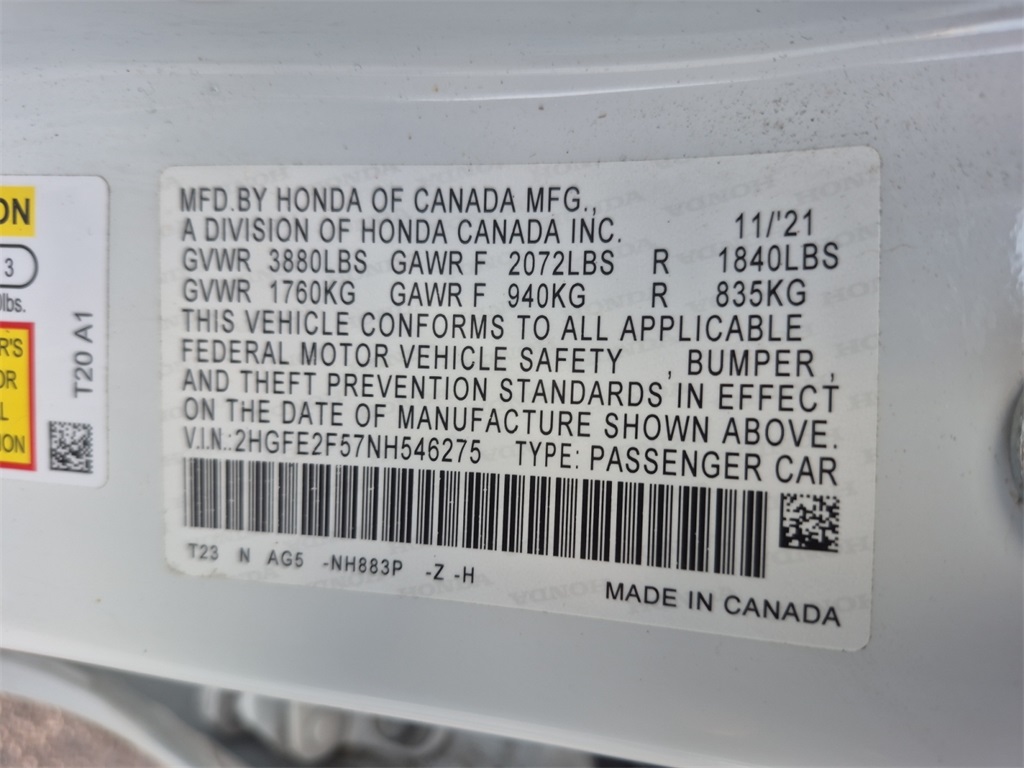 ON
3
lbs.
R'S
OR
L
ION
T20 A1
MFD.BY HONDA OF CANADA MFG.,
A DIVISION OF HONDA CANADA INC. 11/'21
GVWR 3880LBS GAWR F 2072LBS R 1840LBS
GVWR 1760KG GAWR F 940KG R 835KG
THIS VEHICLE CONFORMS TO ALL APPLICABLE
FEDERAL MOTOR VEHICLE SAFETY , BUMPER ,
AND THEFT PREVENTION STANDARDS IN EFFECT
ON THE DATE OF MANUFACTURE SHOWN ABOVE.
V.I.N.:2HGFE2F57NH546275 TYPE: PASSENGER CAR
T23 N AG5 -NH883P -Z -H
MADE IN CANADA